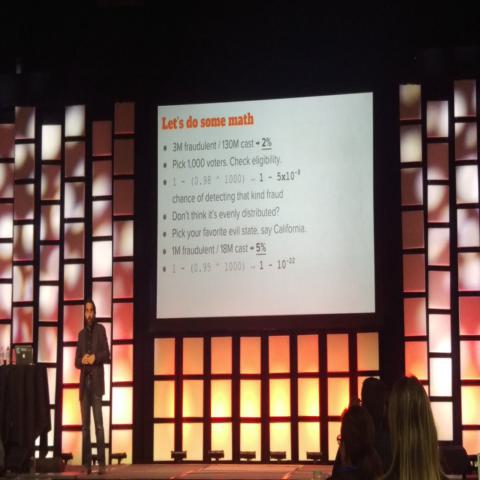 Let's do some math
• 3M fraudulent / 130M cast → 2%
• Pick 1,000 voters. Check eligibility.
• 1 - (0.98 ^ 1000) → 1 - 5x10⁻⁹
chance of detecting that kind fraud
• Don't think it's evenly distributed?
• Pick your favorite evil state, say California.
• 1M fraudulent / 18M cast → 5%
• 1 - (0.95 ^ 1000) → 1 - 10⁻²²